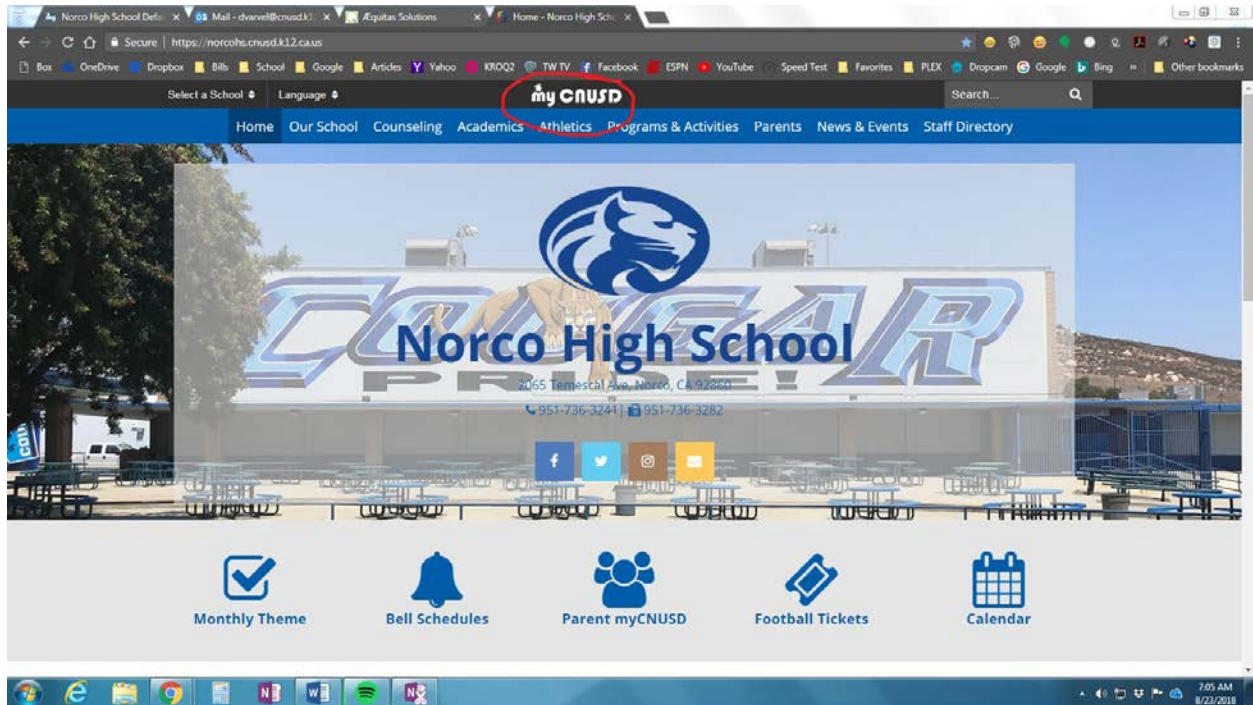 Norco High School Defa
Mail - dvarvel@cnusd.k1
Æquitas Solutions
Home - Norco High Scho
Secure | https://norcohs.cnusd.k12.ca.us
Box OneDrive Dropbox Bills School Google Articles Yahoo KROQ2 TW TV Facebook ESPN YouTube Speed Test Favorites PLEX Dropcam Google Bing » Other bookmarks
Select a School Language my CNUSD Search...
Home Our School Counseling Academics Athletics Programs & Activities Parents News & Events Staff Directory
COUGAR
PRIDE!
Norco High School
2065 Temescal Ave, Norco, CA 92860
951-736-3241 | 951-736-3282
Monthly Theme Bell Schedules Parent myCNUSD Football Tickets Calendar
7:05 AM
8/23/2018